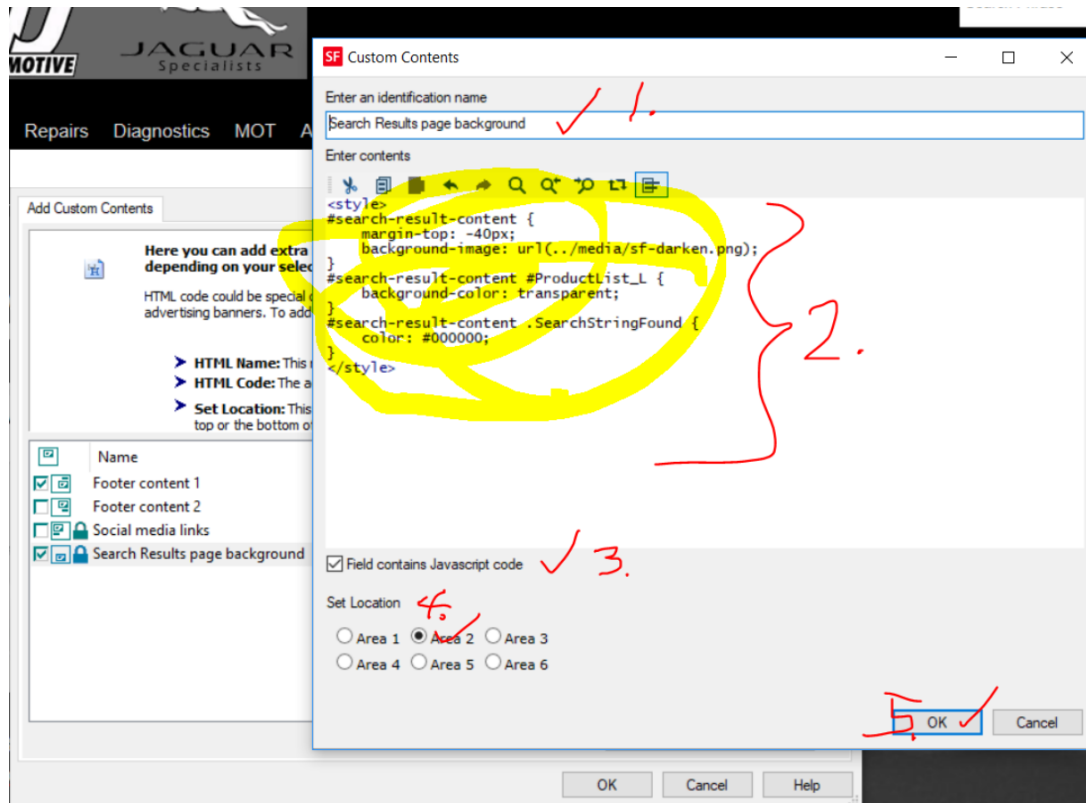 MOTIVE
JAGUAR
Specialists
Repairs Diagnostics MOT A
SF Custom Contents
Enter an identification name
Search Results page background
1.
Enter contents
<style>
#search-result-content {
margin-top: -40px;
background-image: url(../media/sf-darken.png);
}
#search-result-content #ProductList_L {
background-color: transparent;
}
#search-result-content .SearchStringFound {
color: #000000;
}
</style>
2.
Field contains Javascript code
3.
Set Location
4.
Area 1 Area 2 Area 3
Area 4 Area 5 Area 6
5.
OK Cancel
Add Custom Contents
Here you can add extra
depending on your selec
HTML code could be special
advertising banners. To add
HTML Name: This
HTML Code: The a
Set Location: This
top or the bottom o
Name
Footer content 1
Footer content 2
Social media links
Search Results page background
OK Cancel Help